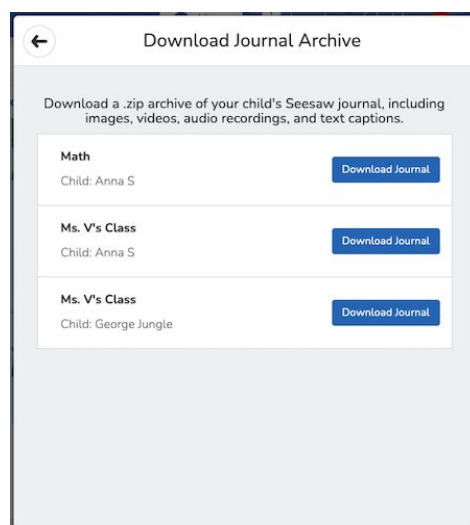 Download Journal Archive
Download a .zip archive of your child's Seesaw journal, including
images, videos, audio recordings, and text captions.
Math
Child: Anna S
Download Journal
Ms. V's Class
Child: Anna S
Download Journal
Ms. V's Class
Child: George Jungle
Download Journal